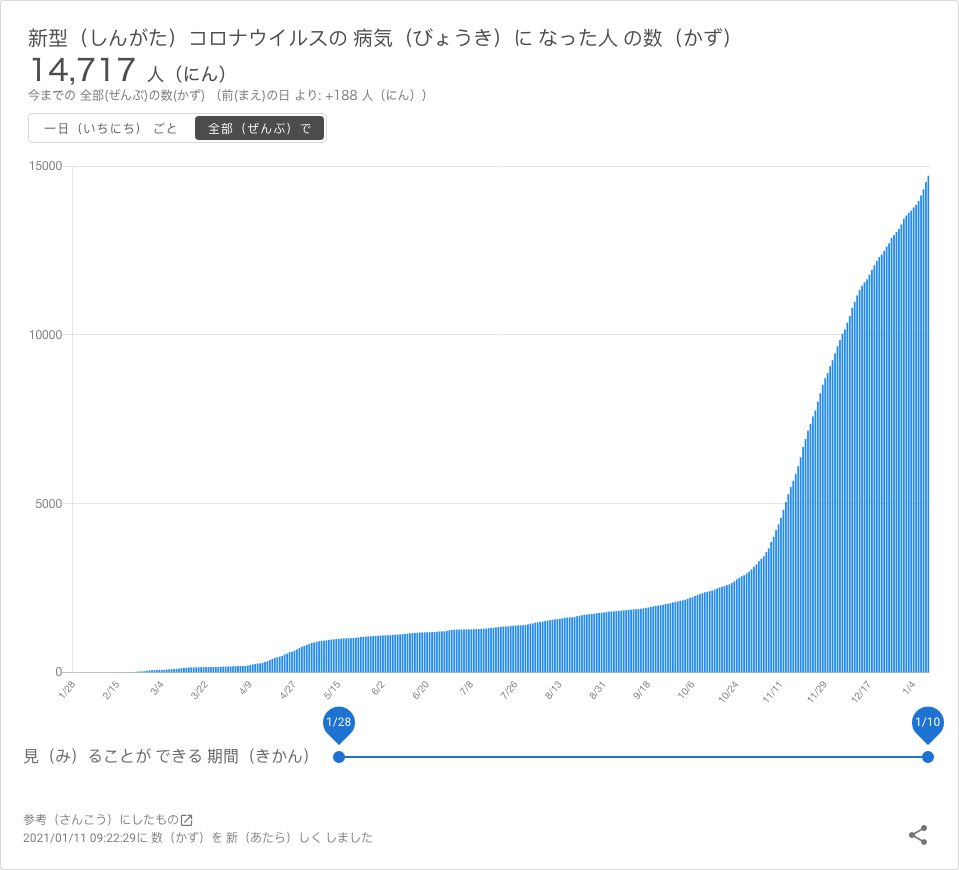 新型（しんがた）コロナウイルスの 病気（びょうき）に なった人 の数（かず）
14,717 人（にん）
今までの 全部(ぜんぶ)の数(かず) （前(まえ)の日 より: +188 人（にん））
一日（いちにち） ごと 全部（ぜんぶ）で
15000
10000
5000
0
1/28 2/15 3/4 3/22 4/9 4/27 5/15 6/2 6/20 7/8 7/26 8/13 8/31 9/18 10/6 10/24 11/11 11/29 12/17 1/4
1/28 1/10
見（み）ることが できる 期間（きかん）
参考（さんこう）にしたもの
2021/01/11 09:22:29に 数（かず）を 新（あたら）しく しました